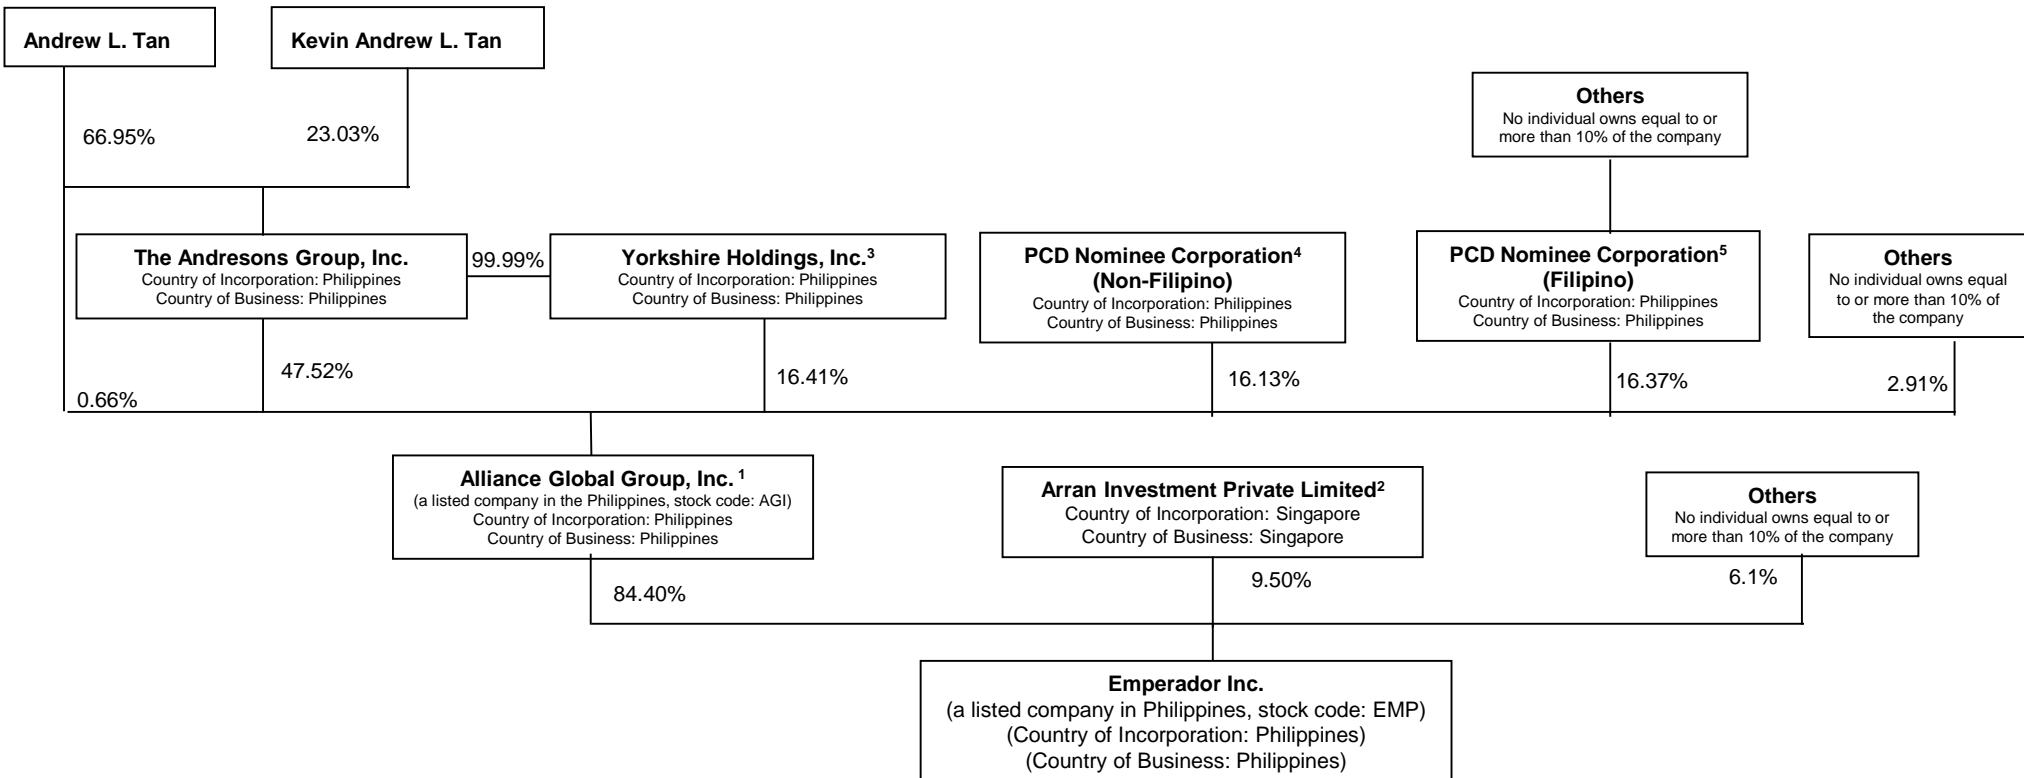 Andrew L. Tan
Kevin Andrew L. Tan
66.95%
23.03%
Others
No individual owns equal to or
more than 10% of the company
The Andresons Group, Inc.
Country of Incorporation: Philippines
Country of Business: Philippines
99.99%
Yorkshire Holdings, Inc.³
Country of Incorporation: Philippines
Country of Business: Philippines
PCD Nominee Corporation⁴
(Non-Filipino)
Country of Incorporation: Philippines
Country of Business: Philippines
PCD Nominee Corporation⁵
(Filipino)
Country of Incorporation: Philippines
Country of Business: Philippines
Others
No individual owns equal
to or more than 10% of
the company
0.66%
47.52%
16.41%
16.13%
16.37%
2.91%
Alliance Global Group, Inc. ¹
(a listed company in the Philippines, stock code: AGI)
Country of Incorporation: Philippines
Country of Business: Philippines
Arran Investment Private Limited²
Country of Incorporation: Singapore
Country of Business: Singapore
Others
No individual owns equal to or
more than 10% of the company
84.40%
9.50%
6.1%
Emperador Inc.
(a listed company in Philippines, stock code: EMP)
(Country of Incorporation: Philippines)
(Country of Business: Philippines)